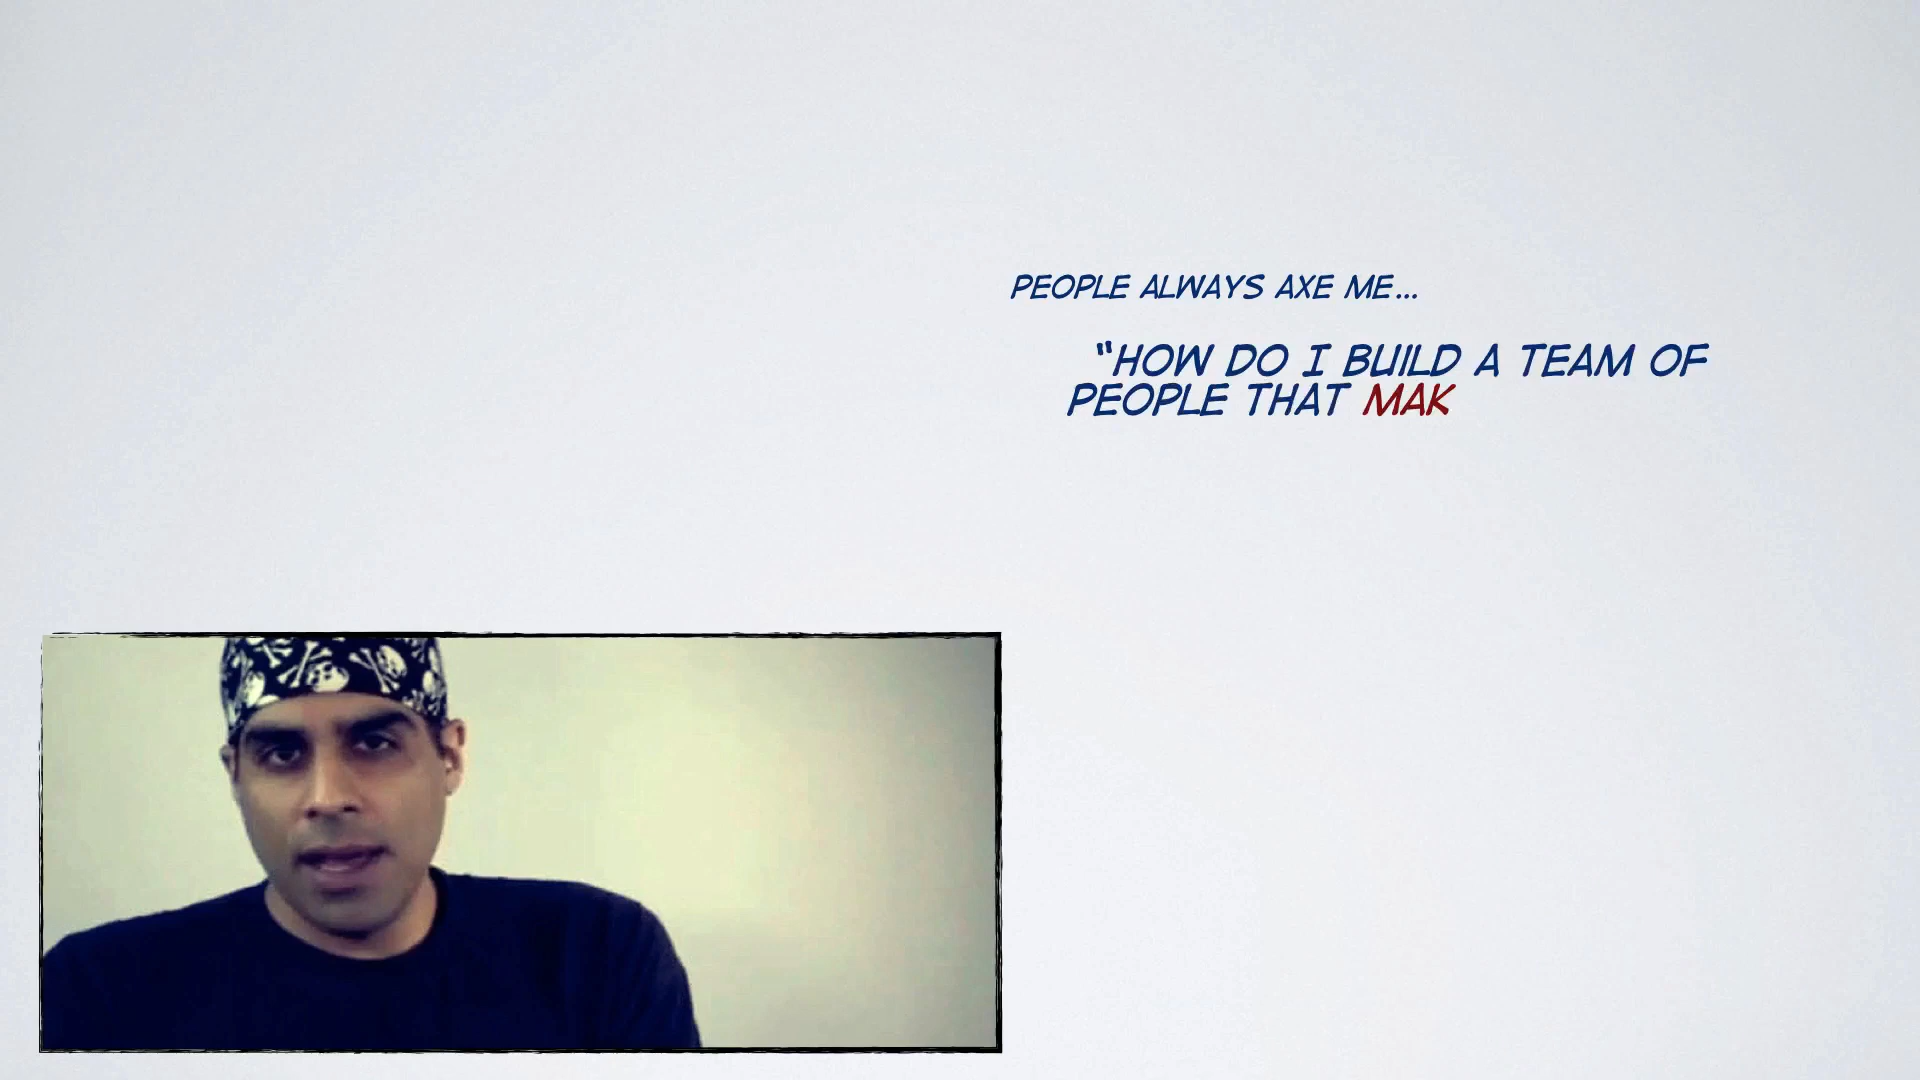 PEOPLE ALWAYS AXE ME...
"HOW DO I BUILD A TEAM OF
PEOPLE THAT MAK